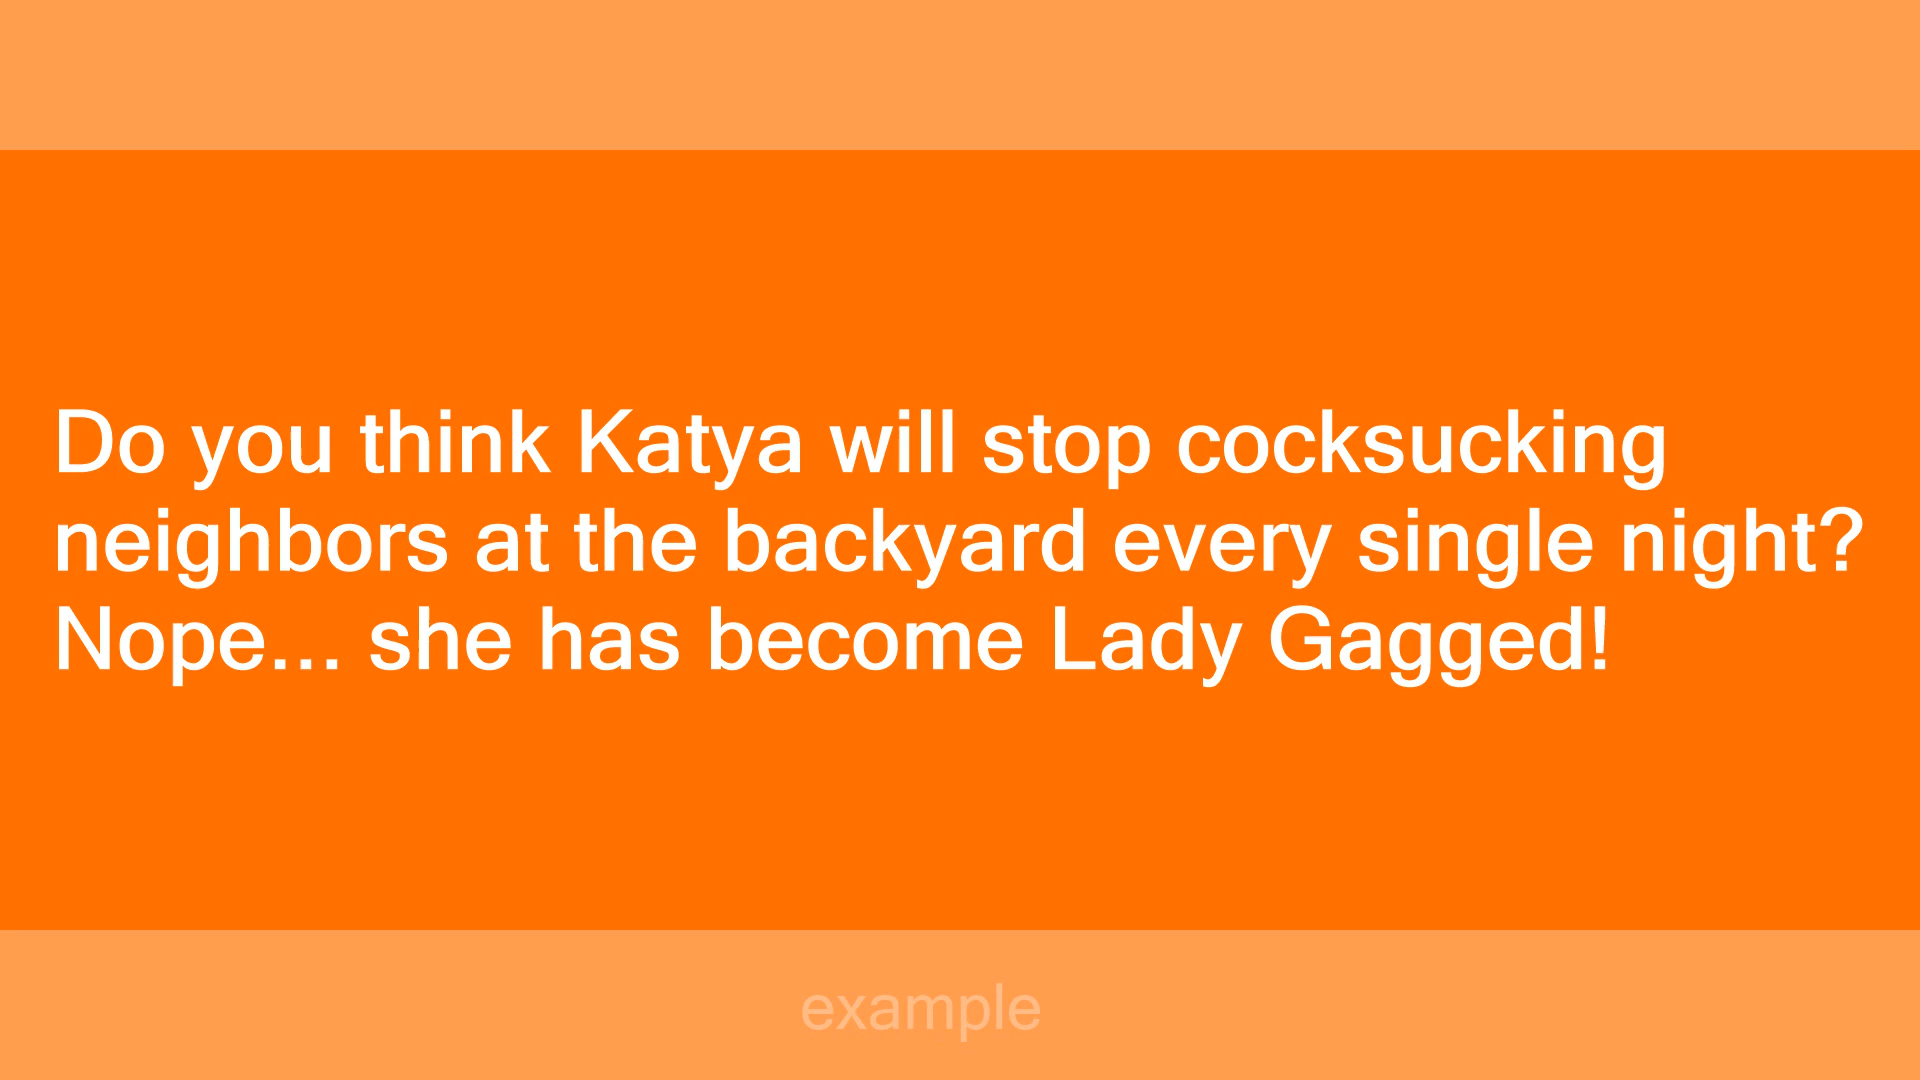 Do you think Katya will stop cocksucking
neighbors at the backyard every single night?
Nope... she has become Lady Gagged!
example